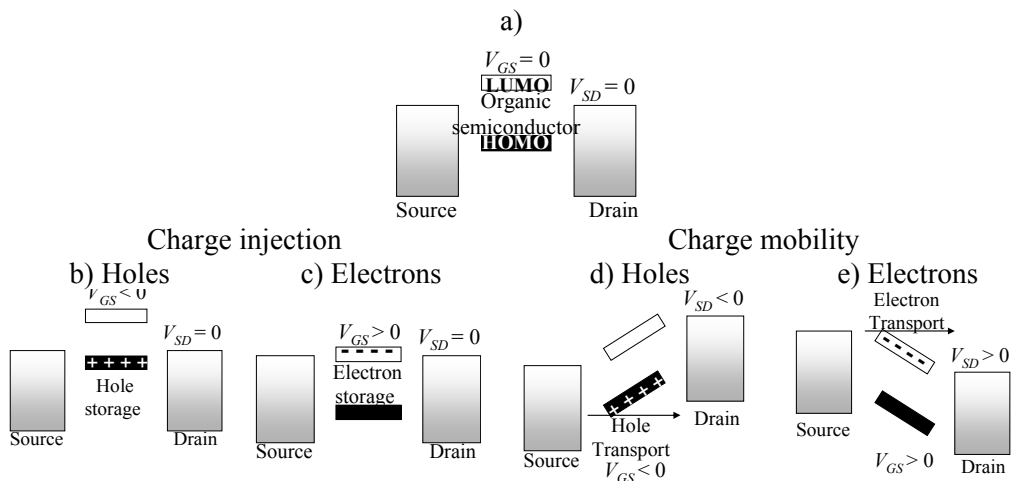 a)
V_GS = 0
LUMO
V_SD = 0
Organic
semiconductor
HOMO
Source
Drain
Charge injection
Charge mobility
b) Holes
c) Electrons
d) Holes
e) Electrons
V_GS < 0
V_SD = 0
+ + + +
Hole
storage
Source
Drain
V_GS > 0
V_SD = 0
- - - -
Electron
storage
Source
Drain
V_SD < 0
+ + + +
Hole
Transport
V_GS < 0
Source
Drain
Electron
Transport
V_SD > 0
- - - -
Source
V_GS > 0
Drain